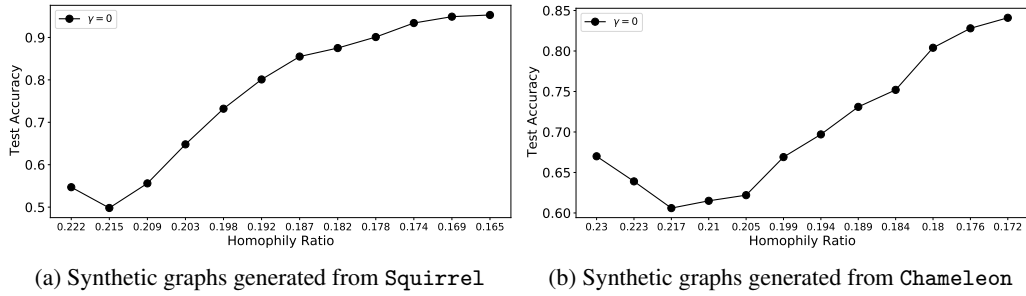 γ = 0
0.9
0.8
0.7
0.6
0.5
Test Accuracy
0.222 0.215 0.209 0.203 0.198 0.192 0.187 0.182 0.178 0.174 0.169 0.165
Homophily Ratio
(a) Synthetic graphs generated from Squirrel
γ = 0
0.85
0.80
0.75
0.70
0.65
0.60
Test Accuracy
0.23 0.223 0.217 0.21 0.205 0.199 0.194 0.189 0.184 0.18 0.176 0.172
Homophily Ratio
(b) Synthetic graphs generated from Chameleon